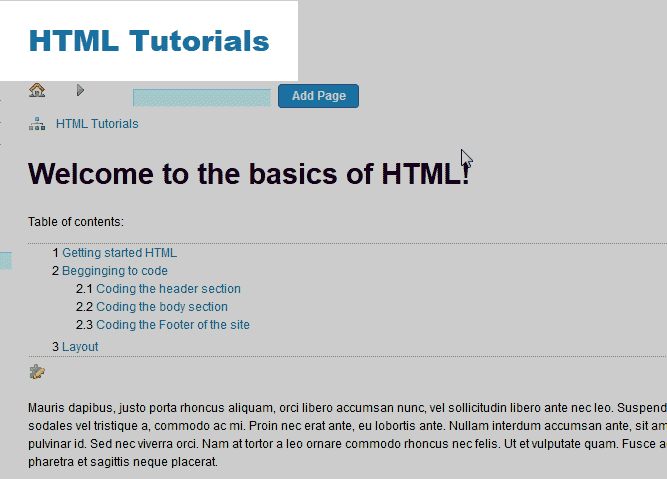 HTML Tutorials
Add Page
HTML Tutorials
Welcome to the basics of HTML!
Table of contents:
1 Getting started HTML
2 Beggining to code
2.1 Coding the header section
2.2 Coding the body section
2.3 Coding the Footer of the site
3 Layout
Mauris dapibus, justo porta rhoncus aliquam, orci libero accumsan nunc, vel sollicitudin libero ante nec leo. Suspend
sodales vel tristique a, commodo ac mi. Proin nec erat ante, eu lobortis ante. Nullam interdum accumsan ante, sit am
pulvinar id. Sed nec viverra orci. Nam at tortor a leo ornare commodo rhoncus nec felis. Ut et vulputate quam. Fusce a
pharetra et sagittis neque placerat.